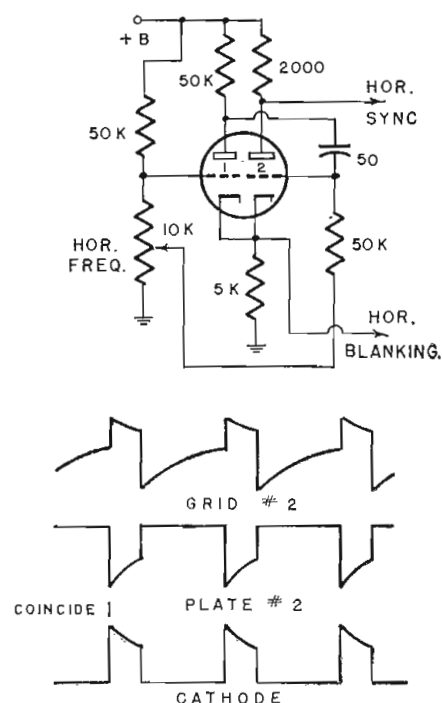 + B
50K
2000
HOR.
SYNC
50K
50
1
2
10K
HOR.
FREQ.
50K
5K
HOR.
BLANKING.
GRID # 2
COINCIDE
PLATE # 2
CATHODE